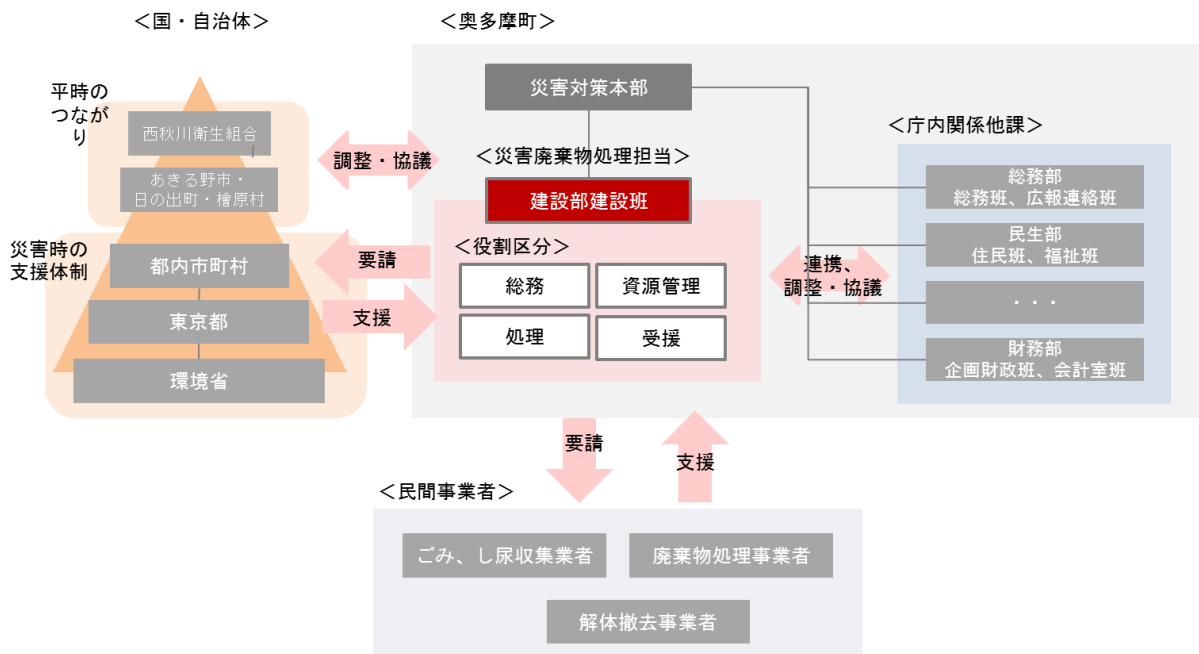 ＜国・自治体＞
平時の
つながり
西秋川衛生組合
あきる野市・
日の出町・檜原村
災害時の
支援体制
都内市町村
東京都
環境省
調整・協議
要請
支援
＜奥多摩町＞
災害対策本部
＜災害廃棄物処理担当＞
建設部建設班
＜役割区分＞
総務
資源管理
処理
受援
連携、
調整・協議
＜庁内関係他課＞
総務部
総務班、広報連絡班
民生部
住民班、福祉班
・・・
財務部
企画財政班、会計室班
要請
支援
＜民間事業者＞
ごみ、し尿収集業者
廃棄物処理事業者
解体撤去事業者